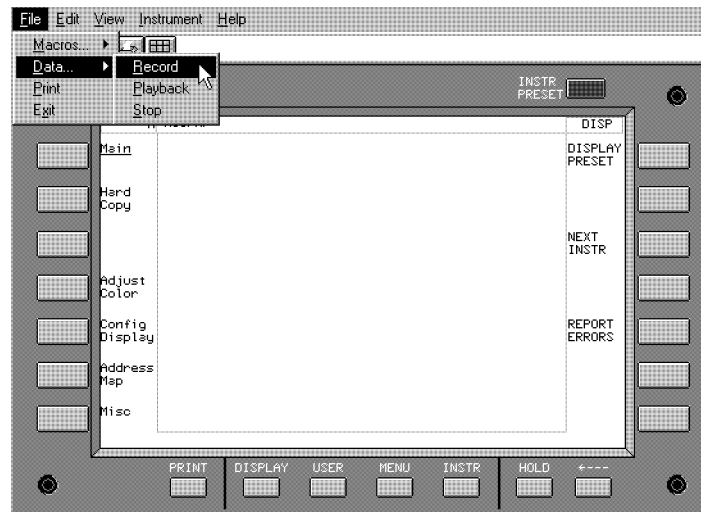 File Edit View Instrument Help
Macros...
Data...
Print
Exit
Record
Playback
Stop
INSTR
PRESET
DISP
Main
Hard
Copy
Adjust
Color
Config
Display
Address
Map
Misc
DISPLAY
PRESET
NEXT
INSTR
REPORT
ERRORS
PRINT DISPLAY USER MENU INSTR HOLD ←---